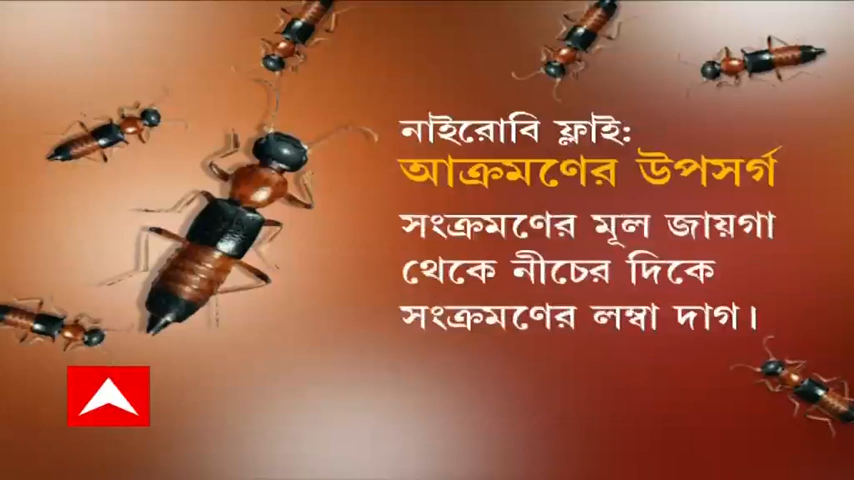 নাইরোবি ফ্লাই:
আক্রমণের উপসর্গ
সংক্রমণের মূল জায়গা
থেকে নীচের দিকে
সংক্রমণের লম্বা দাগ।